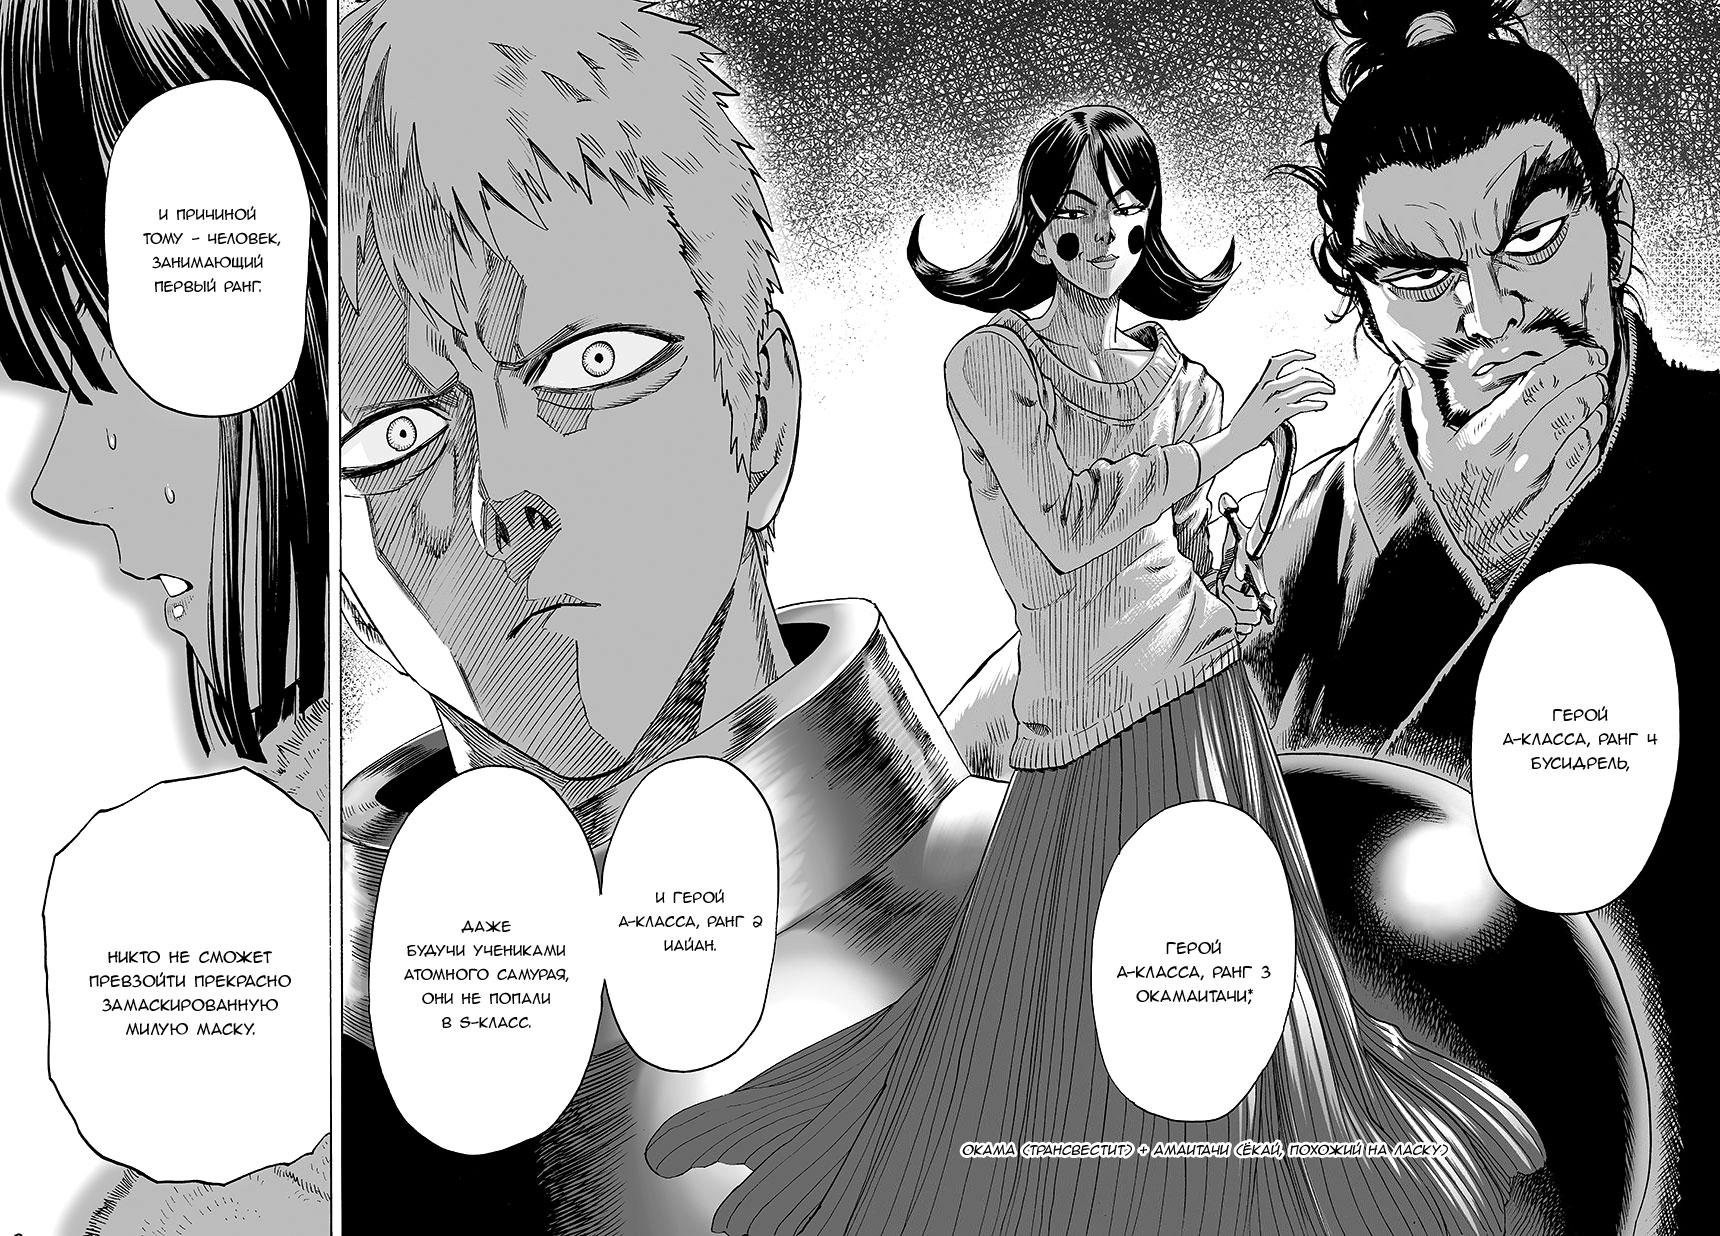 ГЕРОЙ
А-КЛАССА, РАНГ 4
БУСИДРЕЛЬ,
ГЕРОЙ
А-КЛАССА, РАНГ 3
ОКАМАИТАЧИ,*
И ГЕРОЙ
А-КЛАССА, РАНГ 2
ИАЙАН.
ДАЖЕ
БУДУЧИ УЧЕНИКАМИ
АТОМНОГО САМУРАЯ,
ОНИ НЕ ПОПАЛИ
В S-КЛАСС.
ОКАМА (ТРАНСВЕСТИТ) + АМАИТАЧИ (ЁКАЙ, ПОХОЖИЙ НА ЛАСКУ)
И ПРИЧИНОЙ
ТОМУ - ЧЕЛОВЕК,
ЗАНИМАЮЩИЙ
ПЕРВЫЙ РАНГ.
НИКТО НЕ СМОЖЕТ
ПРЕВЗОЙТИ ПРЕКРАСНО
ЗАМАСКИРОВАННУЮ
МИЛУЮ МАСКУ.